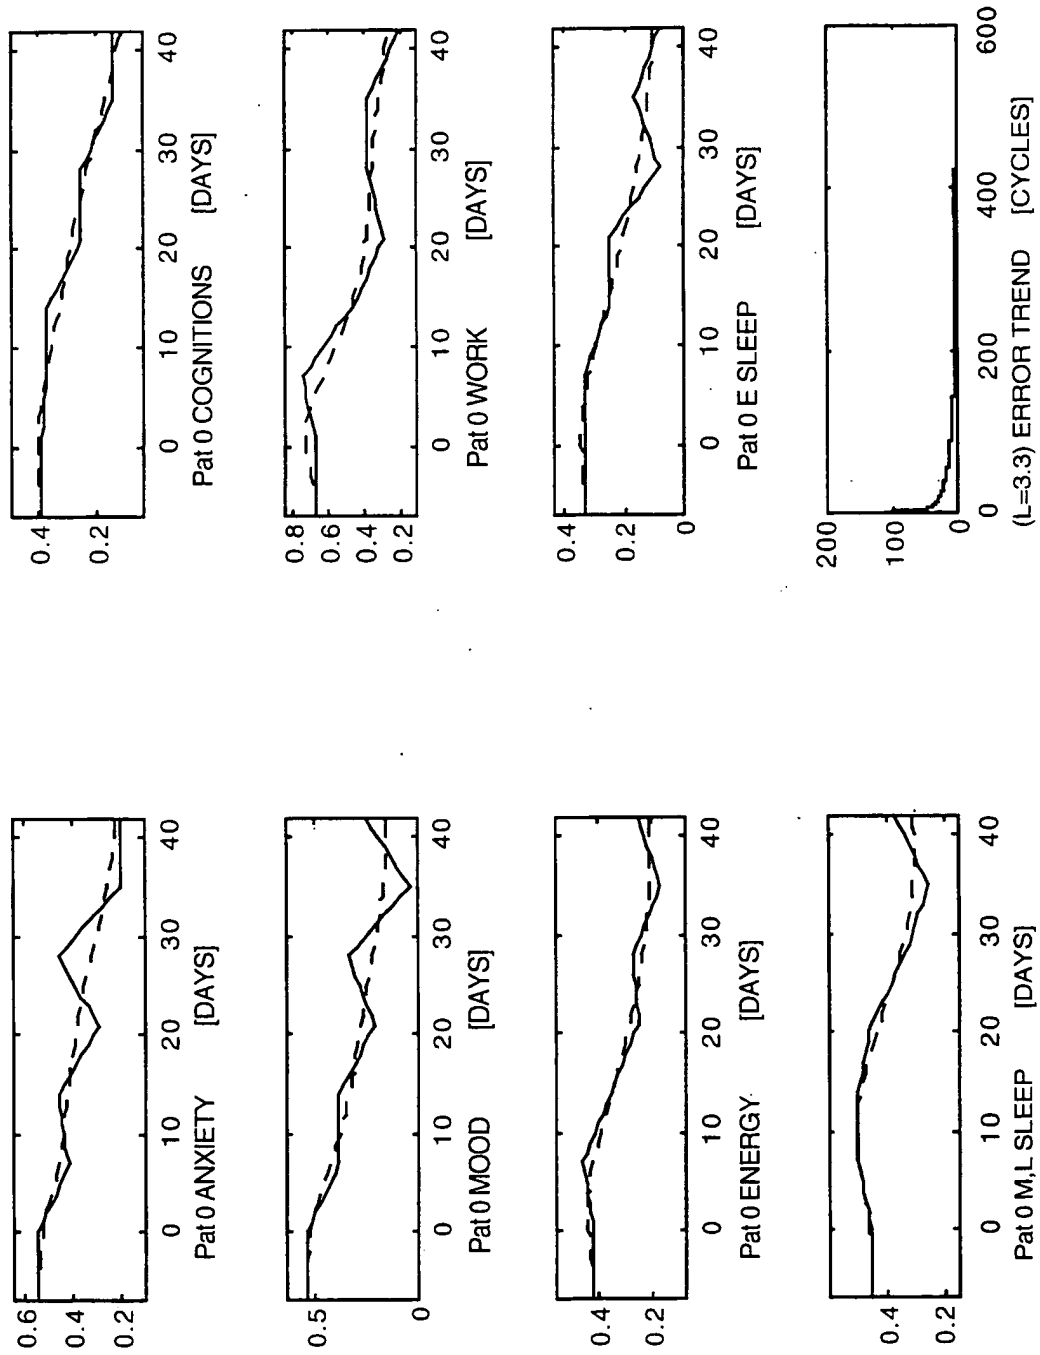 0.6
0.4
0.2
0 10 20 30 40
Pat 0 ANXIETY [DAYS]
0.4
0.2
0 10 20 30 40
Pat 0 COGNITIONS [DAYS]
0.5
0
0 10 20 30 40
Pat 0 MOOD [DAYS]
0.8
0.6
0.4
0.2
0 10 20 30 40
Pat 0 WORK [DAYS]
0.4
0.2
0 10 20 30 40
Pat 0 ENERGY [DAYS]
0.4
0.2
0
0 10 20 30 40
Pat 0 E SLEEP [DAYS]
0.4
0.2
0 10 20 30 40
Pat 0 M,L SLEEP [DAYS]
200
100
0
0 200 400 600
(L=3.3) ERROR TREND [CYCLES]